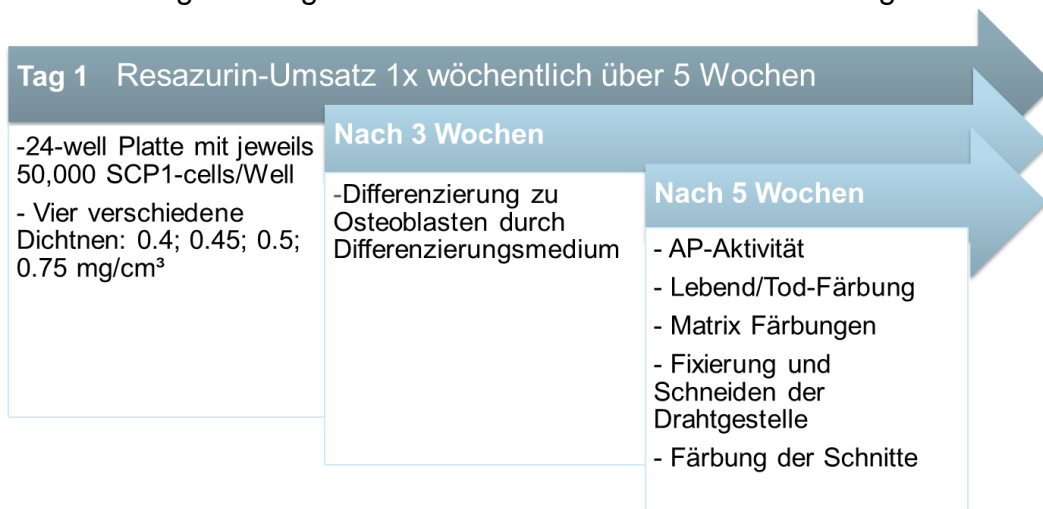 Tag 1 Resazurin-Umsatz 1x wöchentlich über 5 Wochen
-24-well Platte mit jeweils
50,000 SCP1-cells/Well
- Vier verschiedene
Dichtnen: 0.4; 0.45; 0.5;
0.75 mg/cm³
Nach 3 Wochen
-Differenzierung zu
Osteoblasten durch
Differenzierungsmedium
Nach 5 Wochen
- AP-Aktivität
- Lebend/Tod-Färbung
- Matrix Färbungen
- Fixierung und
Schneiden der
Drahtgestelle
- Färbung der Schnitte